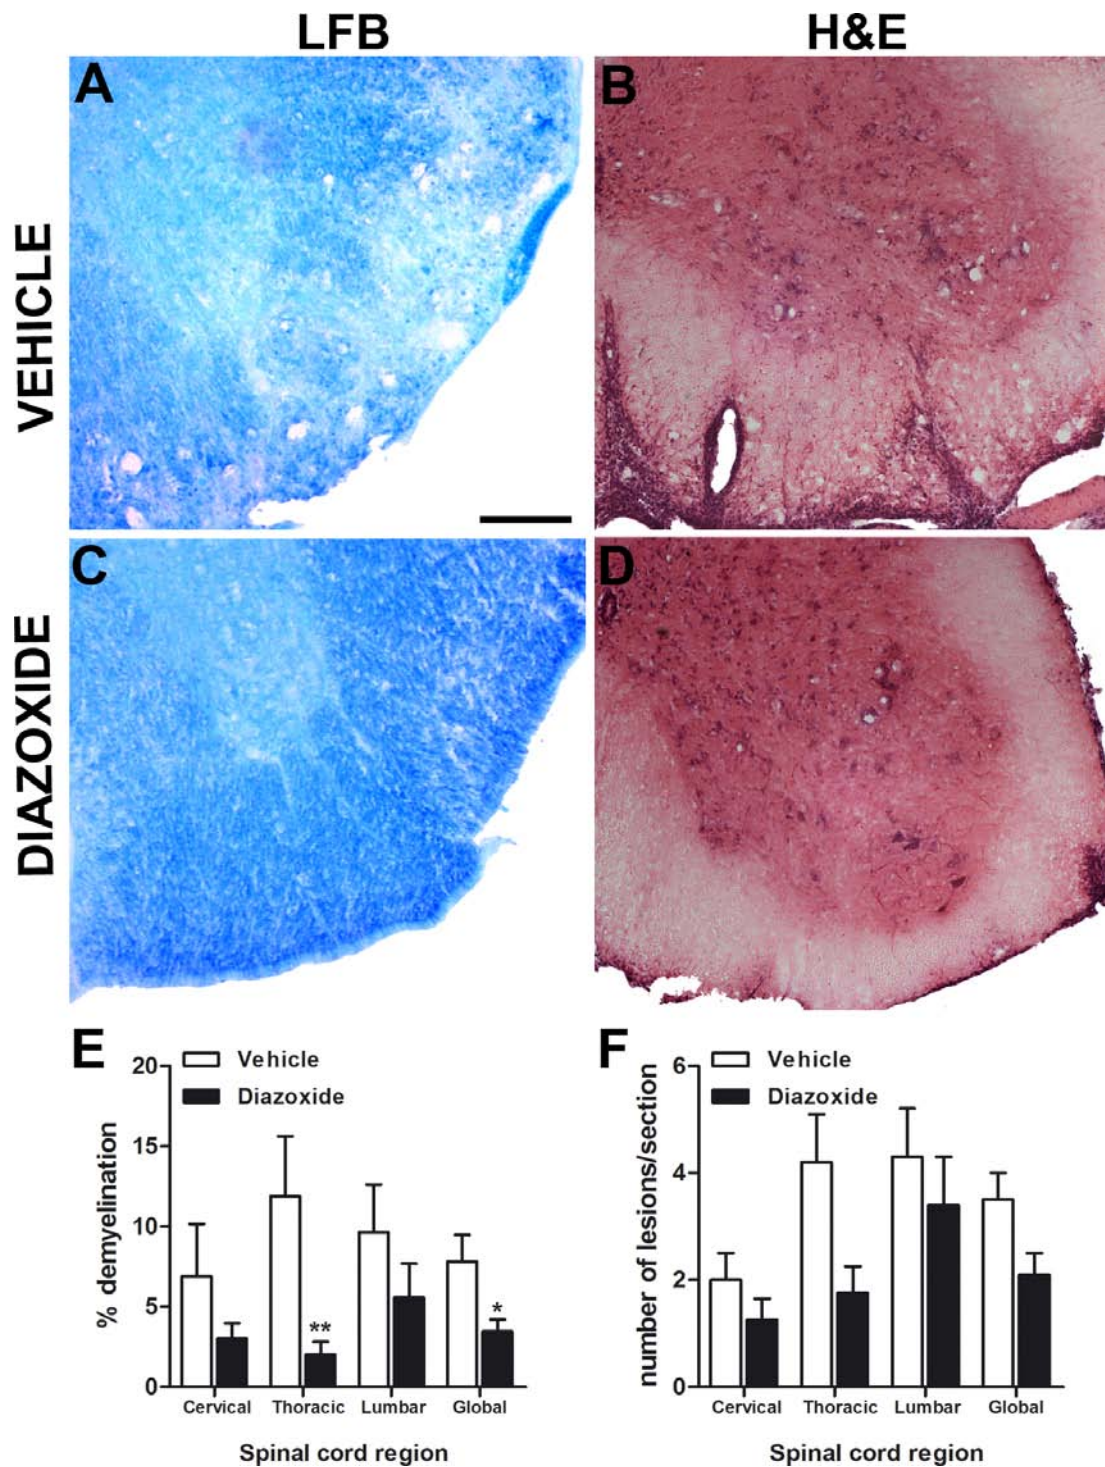 LFB
H&E
VEHICLE
A
B
DIAZOXIDE
C
D
E
20
15
10
5
0
% demyelination
Vehicle
Diazoxide
**
*
Cervical
Thoracic
Lumbar
Global
Spinal cord region
F
6
4
2
0
number of lesions/section
Vehicle
Diazoxide
Cervical
Thoracic
Lumbar
Global
Spinal cord region